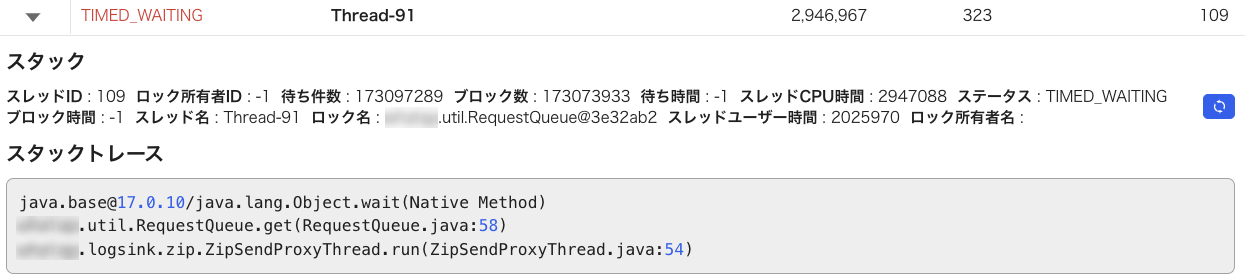 TIMED_WAITING Thread-91 2,946,967 323 109
スタック
スレッドID : 109 ロック所有者ID : -1 待ち件数 : 173097289 ブロック数 : 173073933 待ち時間 : -1 スレッドCPU時間 : 2947088 ステータス : TIMED_WAITING
ブロック時間 : -1 スレッド名 : Thread-91 ロック名 : .util.RequestQueue@3e32ab2 スレッドユーザー時間 : 2025970 ロック所有者名 :
スタックトレース
java.base@17.0.10/java.lang.Object.wait(Native Method)
.util.RequestQueue.get(RequestQueue.java:58)
.logsink.zip.ZipSendProxyThread.run(ZipSendProxyThread.java:54)